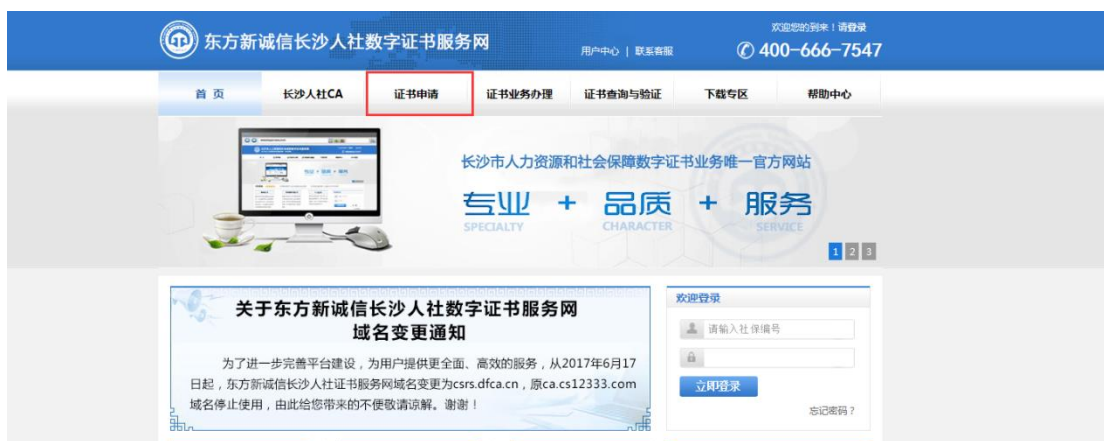 东方新诚信长沙人社数字证书服务网
用户中心 | 联系客服
欢迎您的到来！请登录
400-666-7547
首 页 长沙人社CA 证书申请 证书业务办理 证书查询与验证 下载专区 帮助中心
长沙市人力资源和社会保障数字证书业务唯一官方网站
专业 + 品质 + 服务
SPECIALTY CHARACTER SERVICE
1 2 3
关于东方新诚信长沙人社数字证书服务网
域名变更通知
为了进一步完善平台建设，为用户提供更全面、高效的服务，从2017年6月17
日起，东方新诚信长沙人社证书服务网域名变更为csrs.dfca.cn，原ca.cs12333.com
域名停止使用，由此给您带来的不便敬请谅解。谢谢！
欢迎登录
请输入社保编号
立即登录
忘记密码？